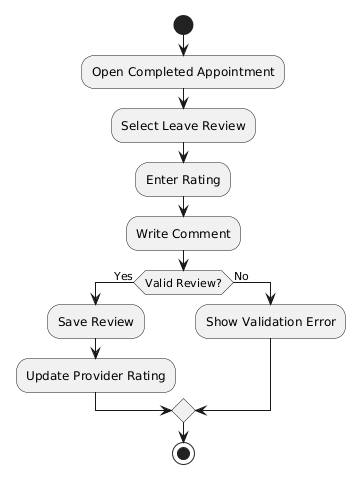 Open Completed Appointment
Select Leave Review
Enter Rating
Write Comment
Valid Review?
Yes
No
Save Review
Show Validation Error
Update Provider Rating